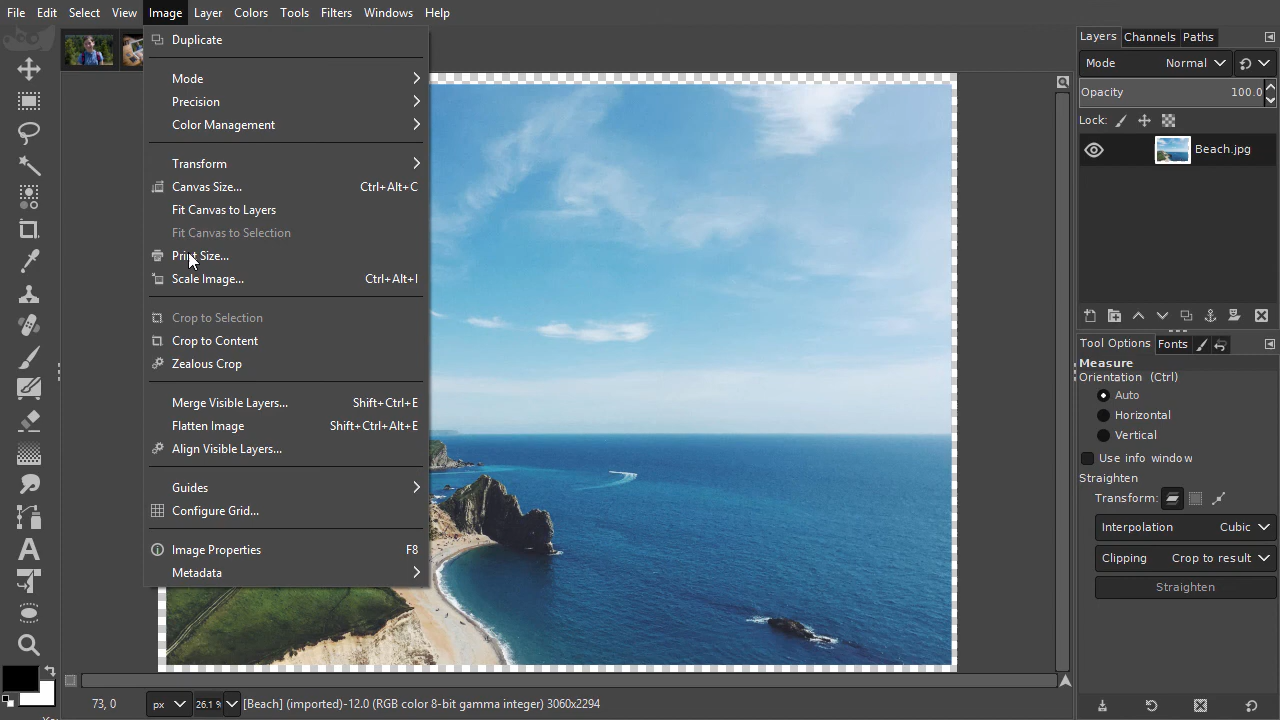 File Edit Select View Image Layer Colors Tools Filters Windows Help
Duplicate
Mode
Precision
Color Management
Transform
Canvas Size... Ctrl+Alt+C
Fit Canvas to Layers
Fit Canvas to Selection
Print Size...
Scale Image... Ctrl+Alt+I
Crop to Selection
Crop to Content
Zealous Crop
Merge Visible Layers... Shift+Ctrl+E
Flatten Image Shift+Ctrl+Alt+E
Align Visible Layers...
Guides
Configure Grid...
Image Properties F8
Metadata
Layers Channels Paths
Mode Normal
Opacity 100.0
Lock:
Beach.jpg
Tool Options Fonts
Measure
Orientation (Ctrl)
Auto
Horizontal
Vertical
Use info window
Straighten
Transform:
Interpolation Cubic
Clipping Crop to result
Straighten
73, 0 px 26.1 % [Beach] (imported)-12.0 (RGB color 8-bit gamma integer) 3060x2294